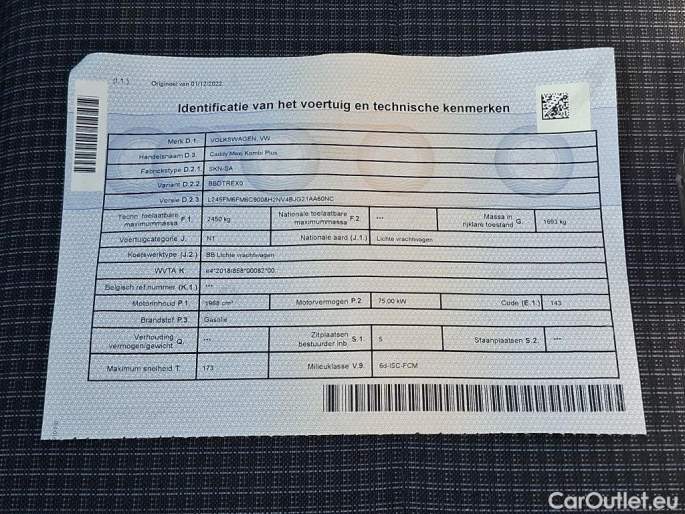 (I.1.) Origineel van 01/12/2022
Identificatie van het voertuig en technische kenmerken
Merk D.1. VOLKSWAGEN, VW
Handelsnaam D.3. Caddy Maxi Kombi Plus
Fabriekstype D.2.1. SKN-SA
Variant D.2.2. BBDTREX0
Versie D.2.3.
Techn. toelaatbare maximummassa F.1. 2450 kg Nationale toelaatbare maximummassa F.2. *** Massa in rijklare toestand G. 1693 kg
Voertuigcategorie J. N1 Nationale aard (J.1.) Lichte vrachtwagen
Koetswerktype (J.2.) BB Lichte vrachtwagen
WVTA K. e4*2018/858*00082*00
Belgisch ref.nummer (K.1.) ***
Motorinhoud P.1. 1968 cm³ Motorvermogen P.2. 75.00 kW Code (E.1.) 143
Brandstof P.3. Gasolie
Verhouding vermogen/gewicht Q. *** Zitplaatsen bestuurder inb. S.1. 5 Staanplaatsen S.2. ***
Maximum snelheid T. 173 Milieuklasse V.9. 6d-ISC-FCM
CarOutlet.eu